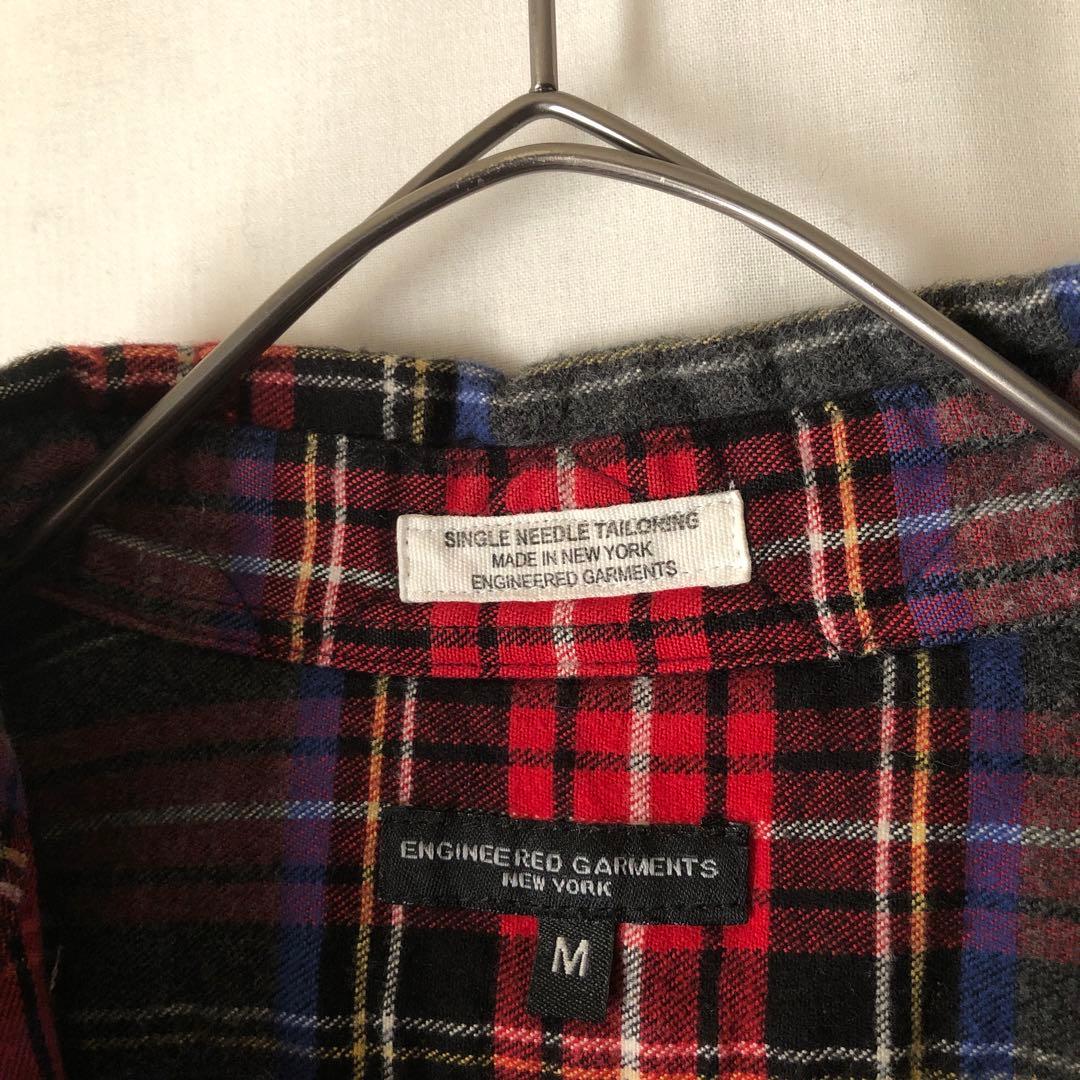 SINGLE NEEDLE TAILORING
MADE IN NEW YORK
ENGINEERED GARMENTS
ENGINEERED GARMENTS
NEW YORK
M